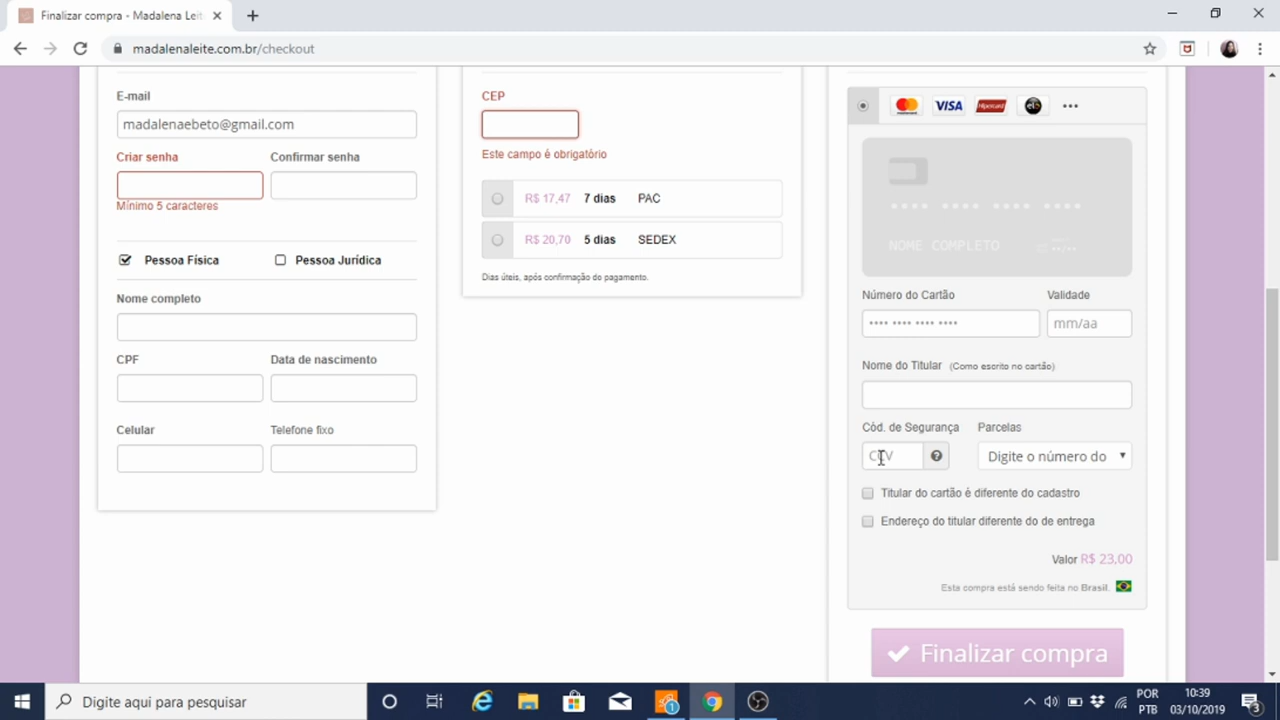 Finalizar compra - Madalena Leit
madalenaleite.com.br/checkout
E-mail
madalenaebeto@gmail.com
Criar senha
Confirmar senha
Mínimo 5 caracteres
Pessoa Física
Pessoa Jurídica
Nome completo
CPF
Data de nascimento
Celular
Telefone fixo
CEP
Este campo é obrigatório
R$ 17,47 7 dias PAC
R$ 20,70 5 dias SEDEX
Dias úteis, após confirmação do pagamento.
mastercard VISA Hipercard elo •••
•••• •••• •••• ••••
NOME COMPLETO ••/••
Número do Cartão
Validade
•••• •••• •••• ••••
mm/aa
Nome do Titular (Como escrito no cartão)
Cód. de Segurança
Parcelas
CVV
Digite o número do
Titular do cartão é diferente do cadastro
Endereço do titular diferente do de entrega
Valor R$ 23,00
Esta compra está sendo feita no Brasil.
Finalizar compra
Digite aqui para pesquisar
1
POR
PTB
10:39
03/10/2019
3